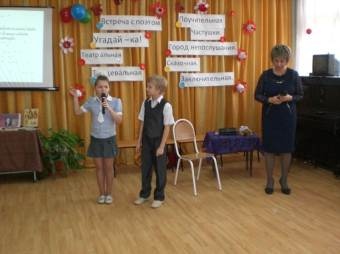 Встреча с поэтом
Угадай –ка!
Театральная
Поучительная
Частушки.
Город непослушания.
Сказочная.
Заключительная.